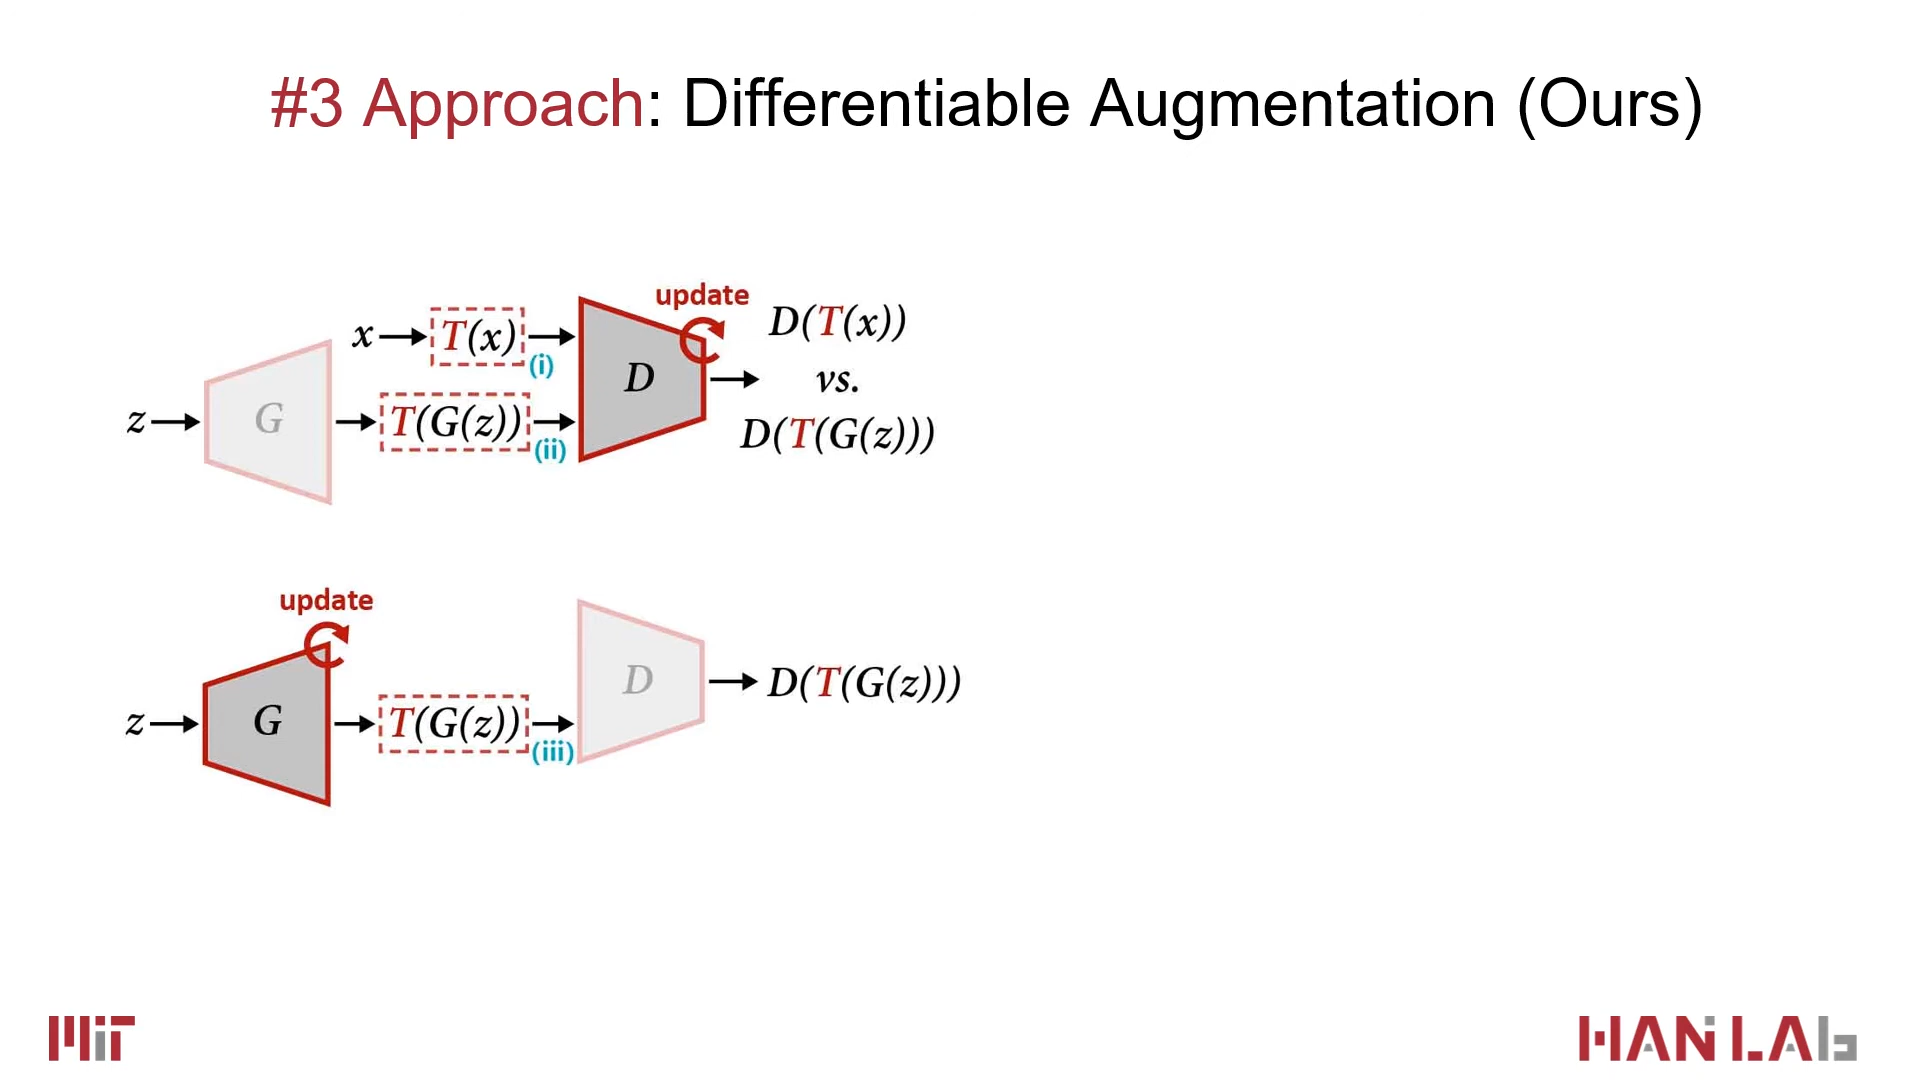 #3 Approach: Differentiable Augmentation (Ours)
update
x T(x) (i)
D
D(T(x))
vs.
D(T(G(z)))
z G T(G(z)) (ii)
update
z G T(G(z)) (iii) D D(T(G(z)))
MiT
HAN LAb